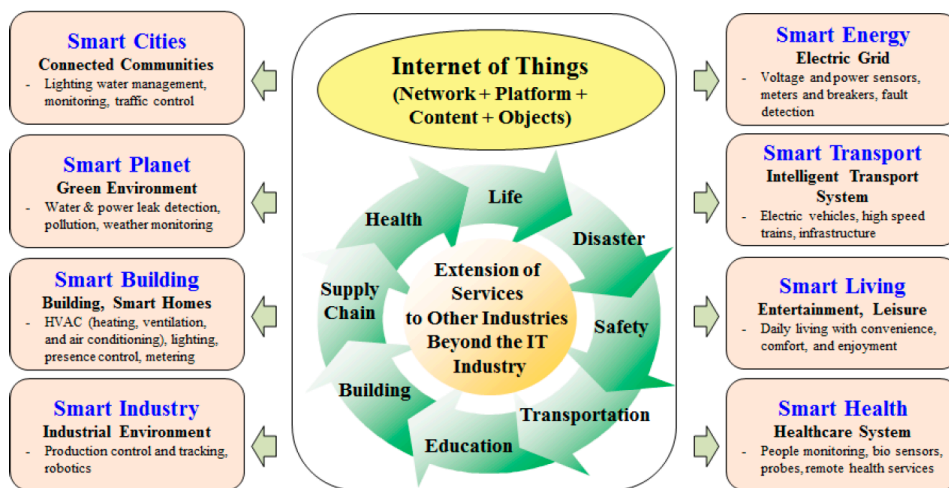 Smart Cities
Connected Communities
- Lighting water management,
monitoring, traffic control
Smart Planet
Green Environment
- Water & power leak detection,
pollution, weather monitoring
Smart Building
Building, Smart Homes
- HVAC (heating, ventilation,
and air conditioning), lighting,
presence control, metering
Smart Industry
Industrial Environment
- Production control and tracking,
robotics
Internet of Things
(Network + Platform +
Content + Objects)
Life
Disaster
Safety
Transportation
Education
Building
Supply
Chain
Health
Extension of
Services
to Other Industries
Beyond the IT
Industry
Smart Energy
Electric Grid
- Voltage and power sensors,
meters and breakers, fault
detection
Smart Transport
Intelligent Transport
System
- Electric vehicles, high speed
trains, infrastructure
Smart Living
Entertainment, Leisure
- Daily living with convenience,
comfort, and enjoyment
Smart Health
Healthcare System
- People monitoring, bio sensors,
probes, remote health services